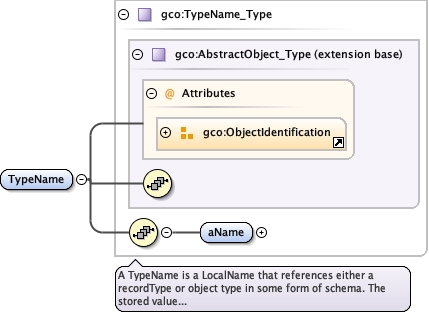 gco:TypeName_Type
gco:AbstractObject_Type (extension base)
@ Attributes
gco:ObjectIdentification
TypeName
aName
A TypeName is a LocalName that references either a
recordType or object type in some form of schema. The
stored value...